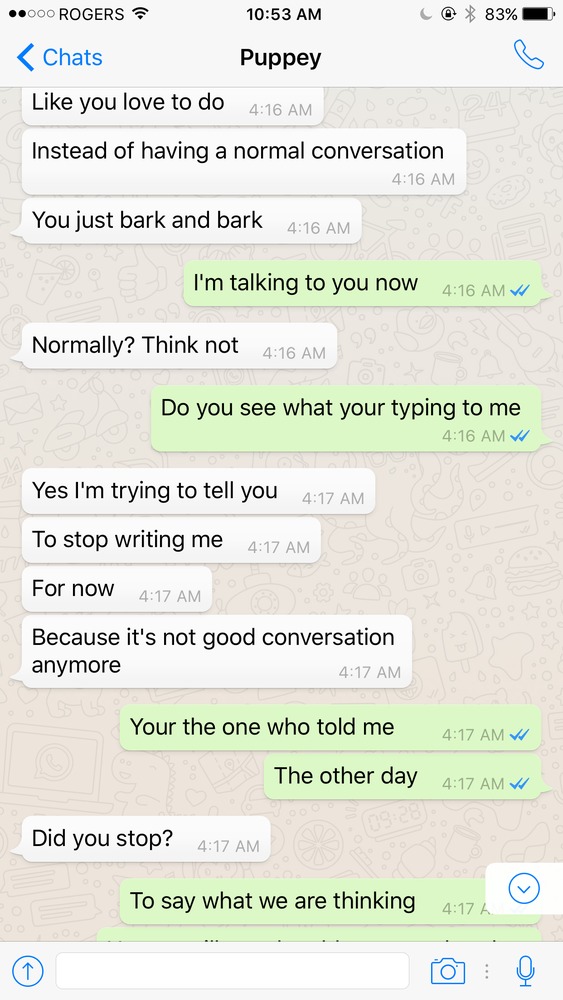 ROGERS 10:53 AM 83%
Chats Puppey
Like you love to do 4:16 AM
Instead of having a normal conversation
4:16 AM
You just bark and bark 4:16 AM
I'm talking to you now 4:16 AM
Normally? Think not 4:16 AM
Do you see what your typing to me
4:16 AM
Yes I'm trying to tell you 4:17 AM
To stop writing me 4:17 AM
For now 4:17 AM
Because it's not good conversation
anymore 4:17 AM
Your the one who told me 4:17 AM
The other day 4:17 AM
Did you stop? 4:17 AM
To say what we are thinking 4:17